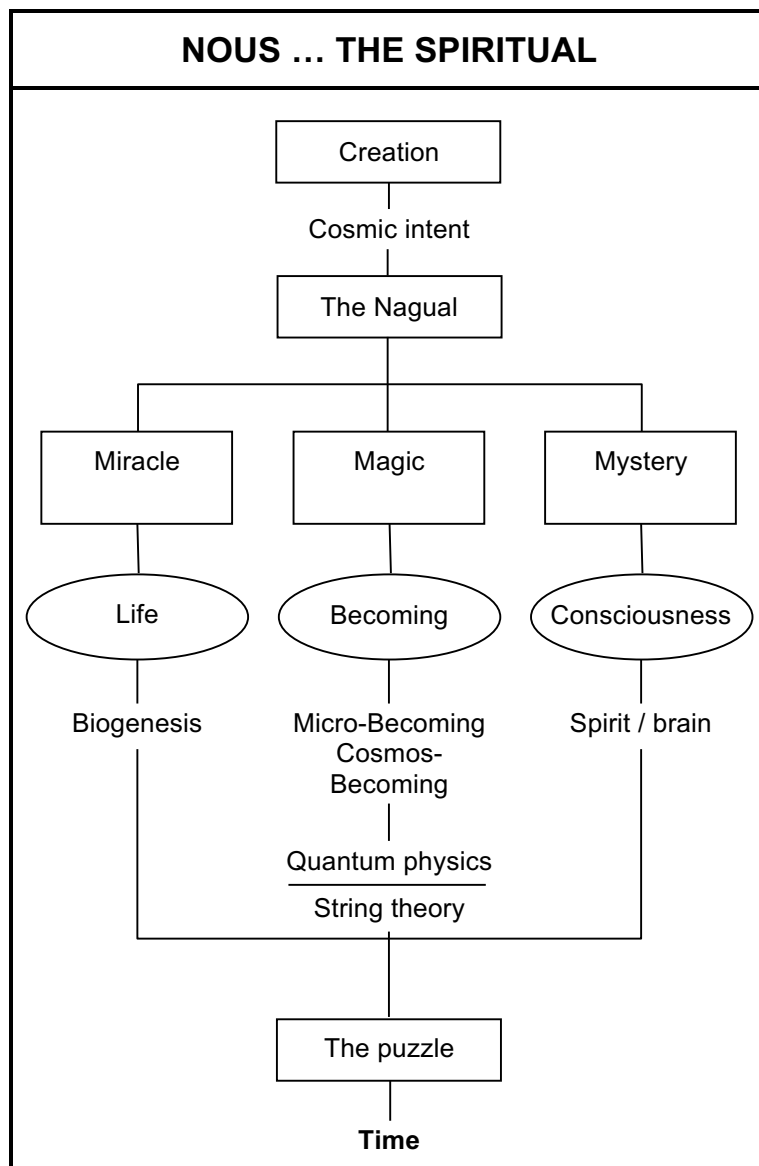 NOUS … THE SPIRITUAL
Creation
Cosmic intent
The Nagual
Miracle
Magic
Mystery
Life
Becoming
Consciousness
Biogenesis
Micro-Becoming
Cosmos-
Becoming
Spirit / brain
Quantum physics
String theory
The puzzle
Time